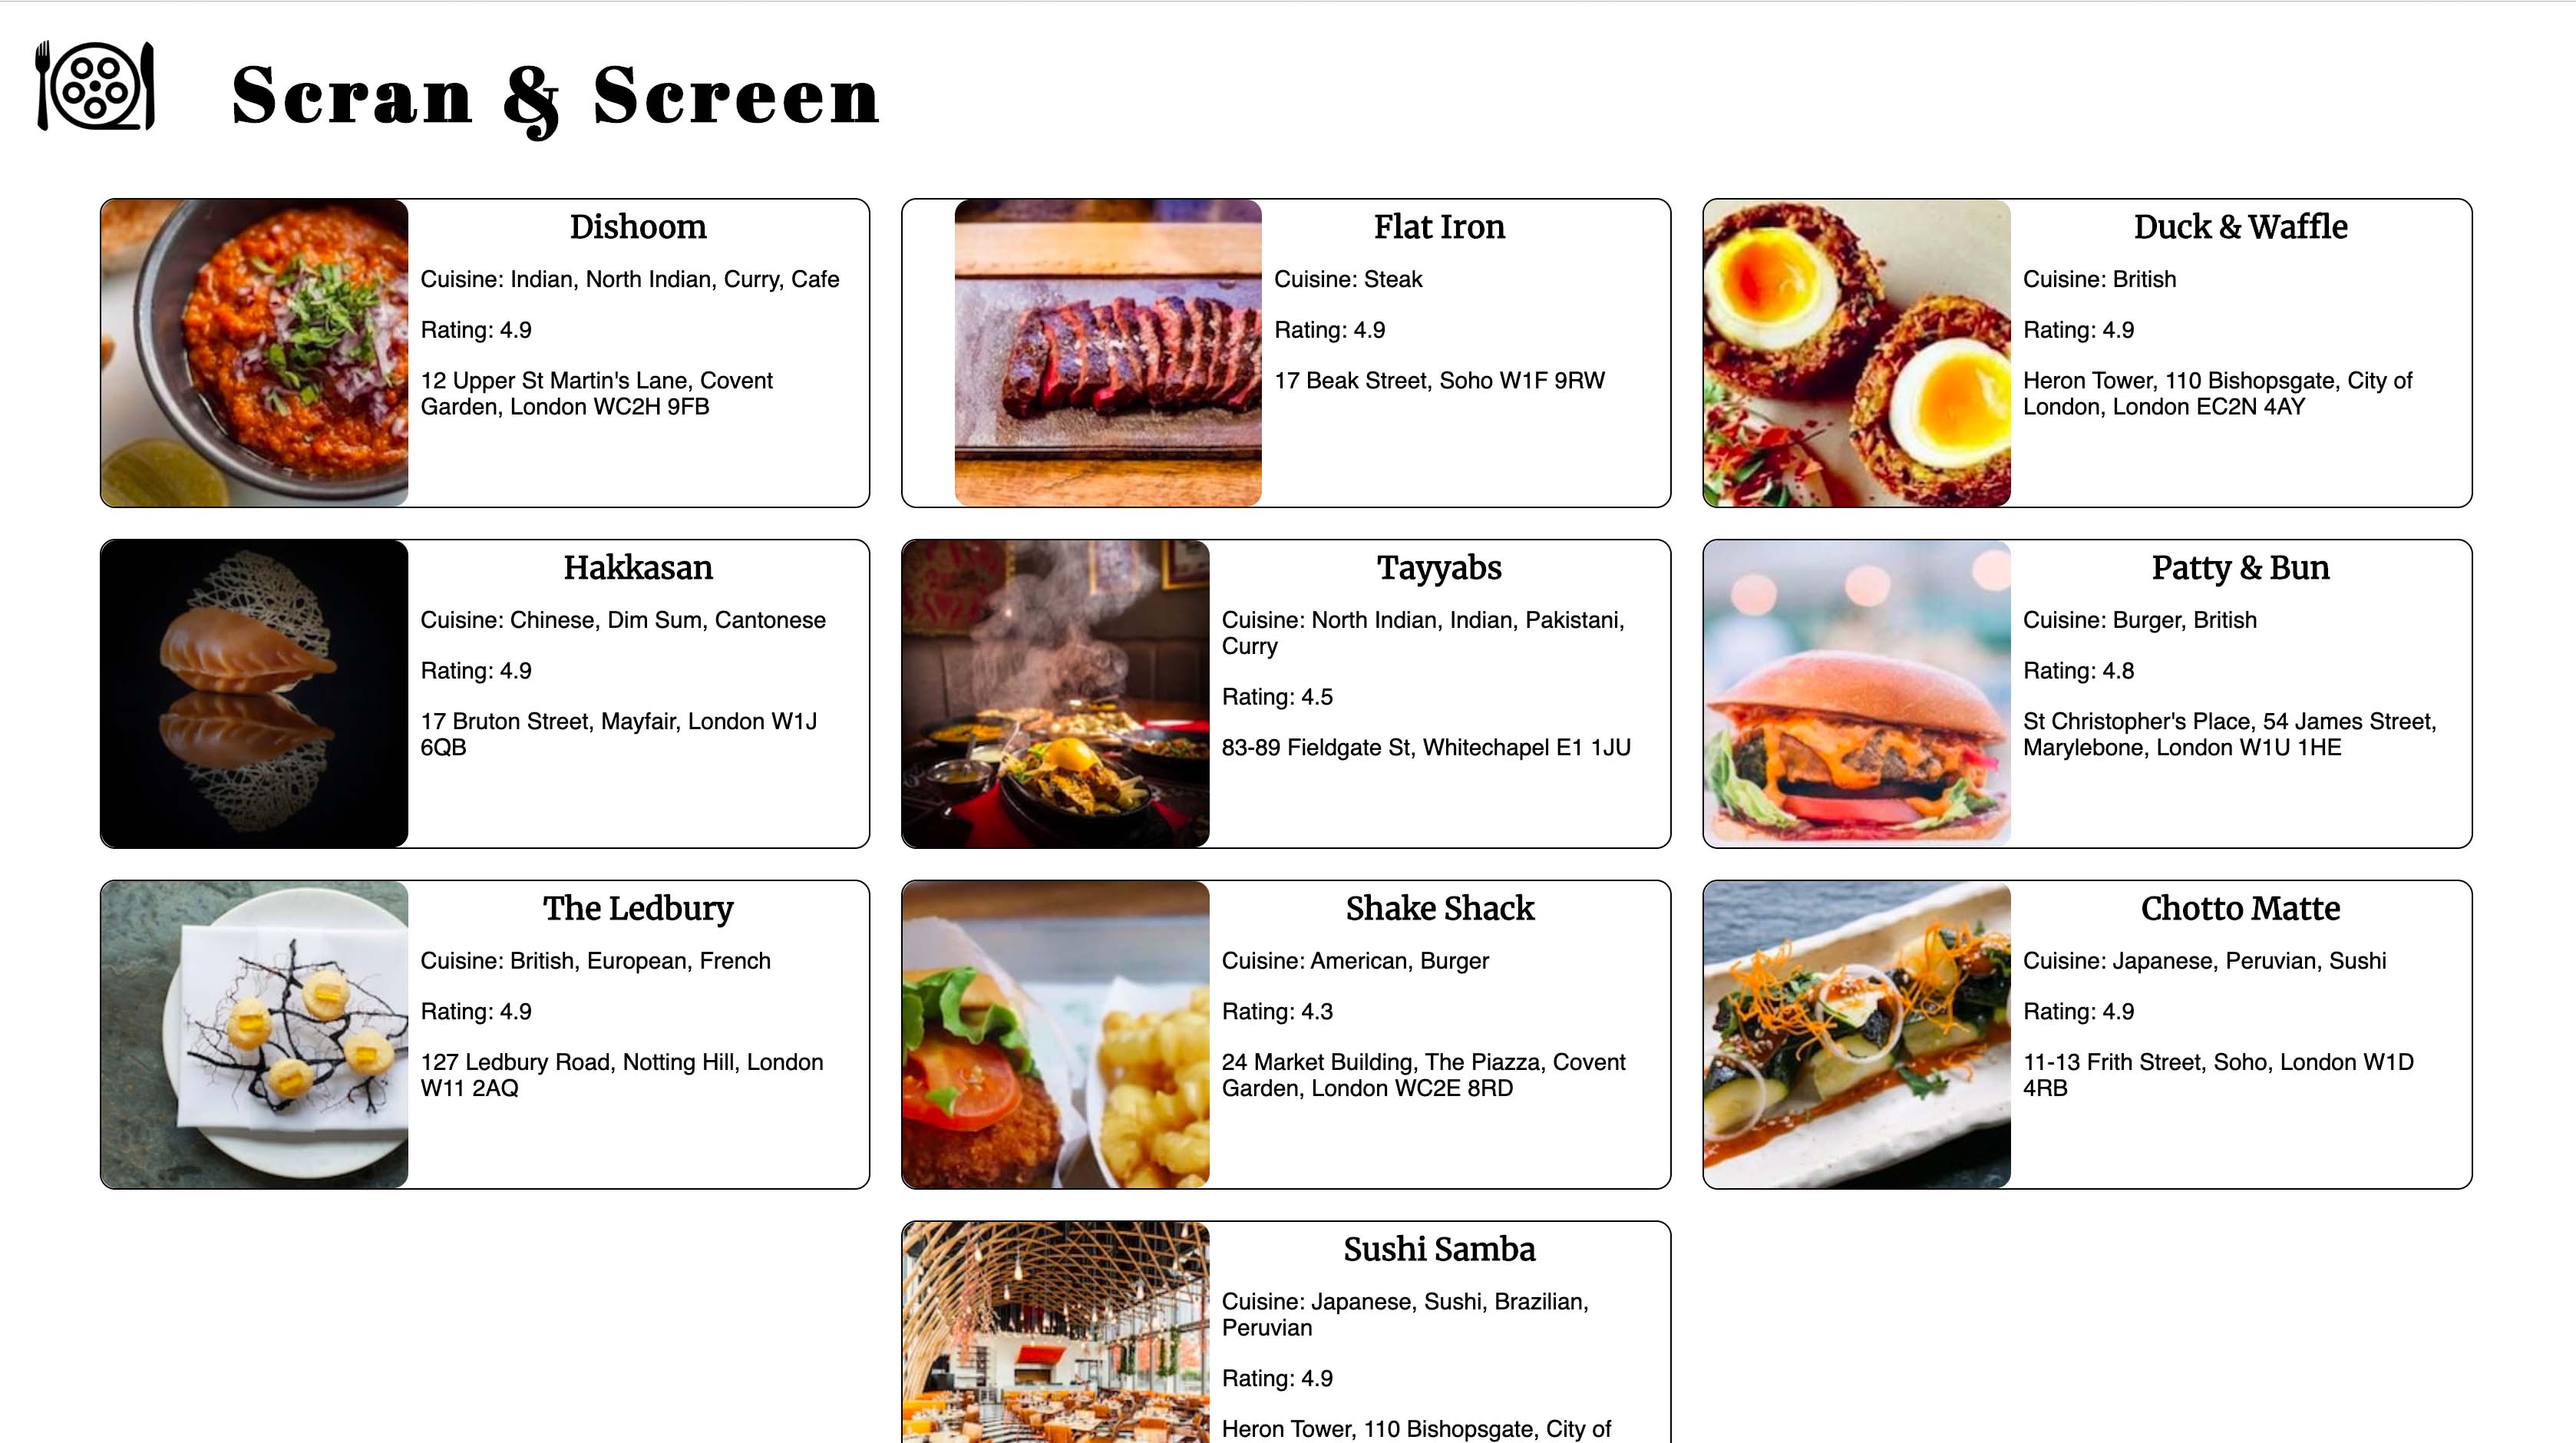 Scran & Screen
Dishoom
Cuisine: Indian, North Indian, Curry, Cafe
Rating: 4.9
12 Upper St Martin's Lane, Covent
Garden, London WC2H 9FB
Flat Iron
Cuisine: Steak
Rating: 4.9
17 Beak Street, Soho W1F 9RW
Duck & Waffle
Cuisine: British
Rating: 4.9
Heron Tower, 110 Bishopsgate, City of
London, London EC2N 4AY
Hakkasan
Cuisine: Chinese, Dim Sum, Cantonese
Rating: 4.9
17 Bruton Street, Mayfair, London W1J
6QB
Tayyabs
Cuisine: North Indian, Indian, Pakistani,
Curry
Rating: 4.5
83-89 Fieldgate St, Whitechapel E1 1JU
Patty & Bun
Cuisine: Burger, British
Rating: 4.8
St Christopher's Place, 54 James Street,
Marylebone, London W1U 1HE
The Ledbury
Cuisine: British, European, French
Rating: 4.9
127 Ledbury Road, Notting Hill, London
W11 2AQ
Shake Shack
Cuisine: American, Burger
Rating: 4.3
24 Market Building, The Piazza, Covent
Garden, London WC2E 8RD
Chotto Matte
Cuisine: Japanese, Peruvian, Sushi
Rating: 4.9
11-13 Frith Street, Soho, London W1D
4RB
Sushi Samba
Cuisine: Japanese, Sushi, Brazilian,
Peruvian
Rating: 4.9
Heron Tower, 110 Bishopsgate, City of